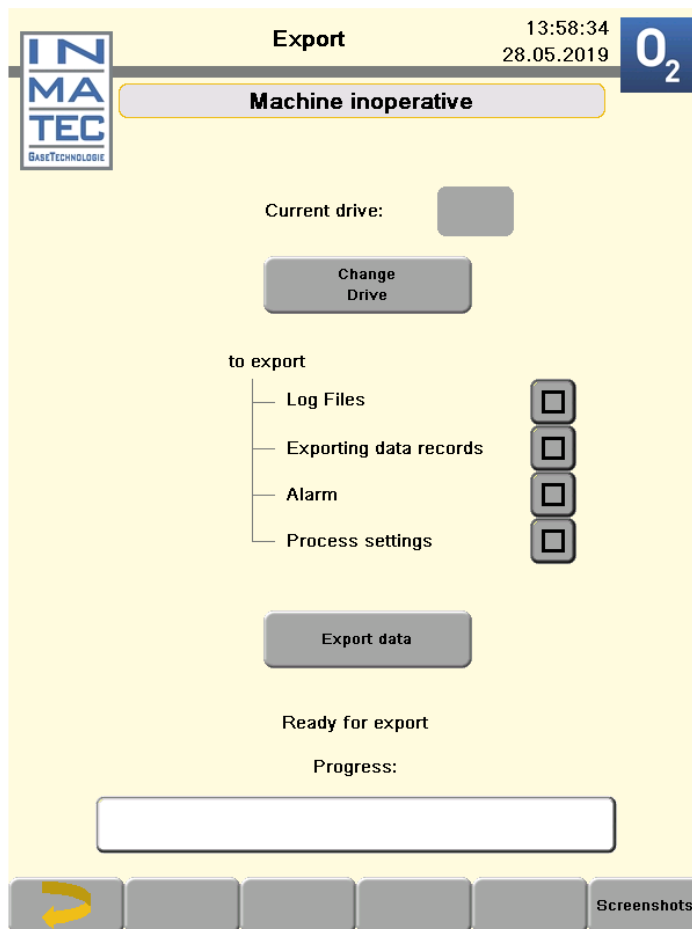 IN
MA
TEC
GASETECHNOLOGIE
Export
13:58:34
28.05.2019
O2
Machine inoperative
Current drive:
Change
Drive
to export
Log Files
Exporting data records
Alarm
Process settings
Export data
Ready for export
Progress:
Screenshots